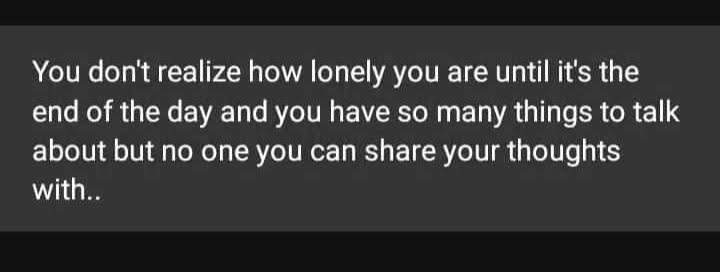 You don't realize how lonely you are until it's the
end of the day and you have so many things to talk
about but no one you can share your thoughts
with..